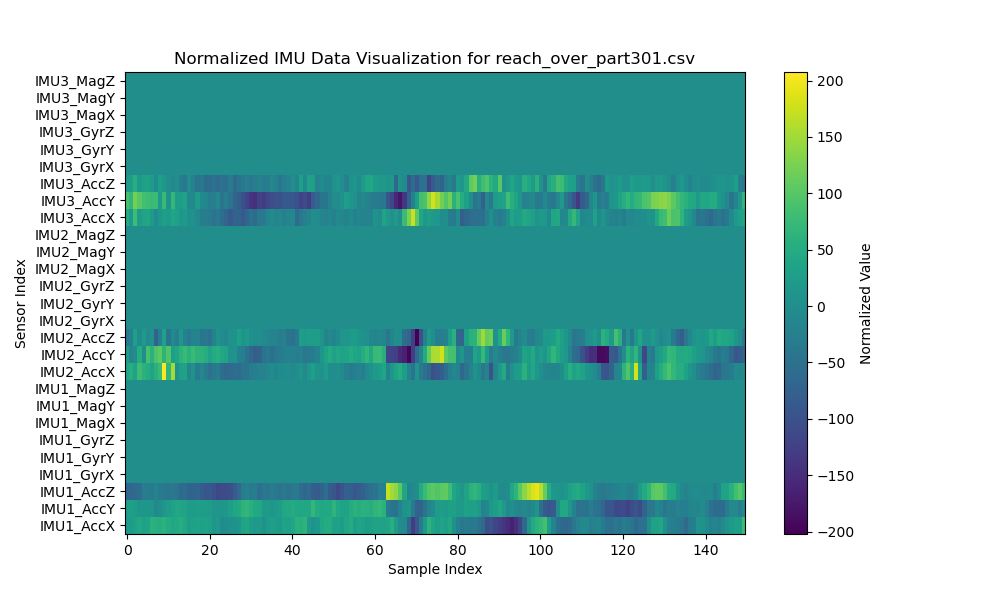 Normalized IMU Data Visualization for reach_over_part301.csv
Sensor Index
IMU3_MagZ
IMU3_MagY
IMU3_MagX
IMU3_GyrZ
IMU3_GyrY
IMU3_GyrX
IMU3_AccZ
IMU3_AccY
IMU3_AccX
IMU2_MagZ
IMU2_MagY
IMU2_MagX
IMU2_GyrZ
IMU2_GyrY
IMU2_GyrX
IMU2_AccZ
IMU2_AccY
IMU2_AccX
IMU1_MagZ
IMU1_MagY
IMU1_MagX
IMU1_GyrZ
IMU1_GyrY
IMU1_GyrX
IMU1_AccZ
IMU1_AccY
IMU1_AccX
0 20 40 60 80 100 120 140
Sample Index
200
150
100
50
0
−50
−100
−150
−200
Normalized Value